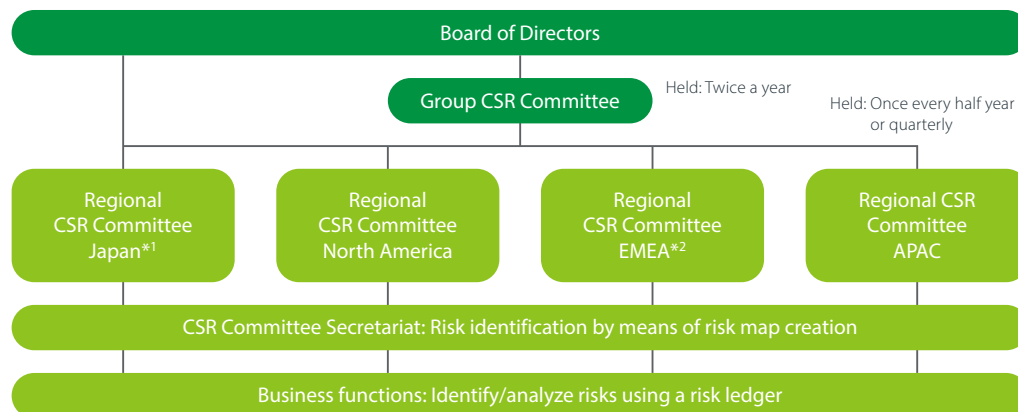 Board of Directors
Group CSR Committee
Held: Twice a year
Held: Once every half year
or quarterly
Regional
CSR Committee
Japan*1
Regional
CSR Committee
North America
Regional
CSR Committee
EMEA*2
Regional CSR
Committee
APAC
CSR Committee Secretariat: Risk identification by means of risk map creation
Business functions: Identify/analyze risks using a risk ledger